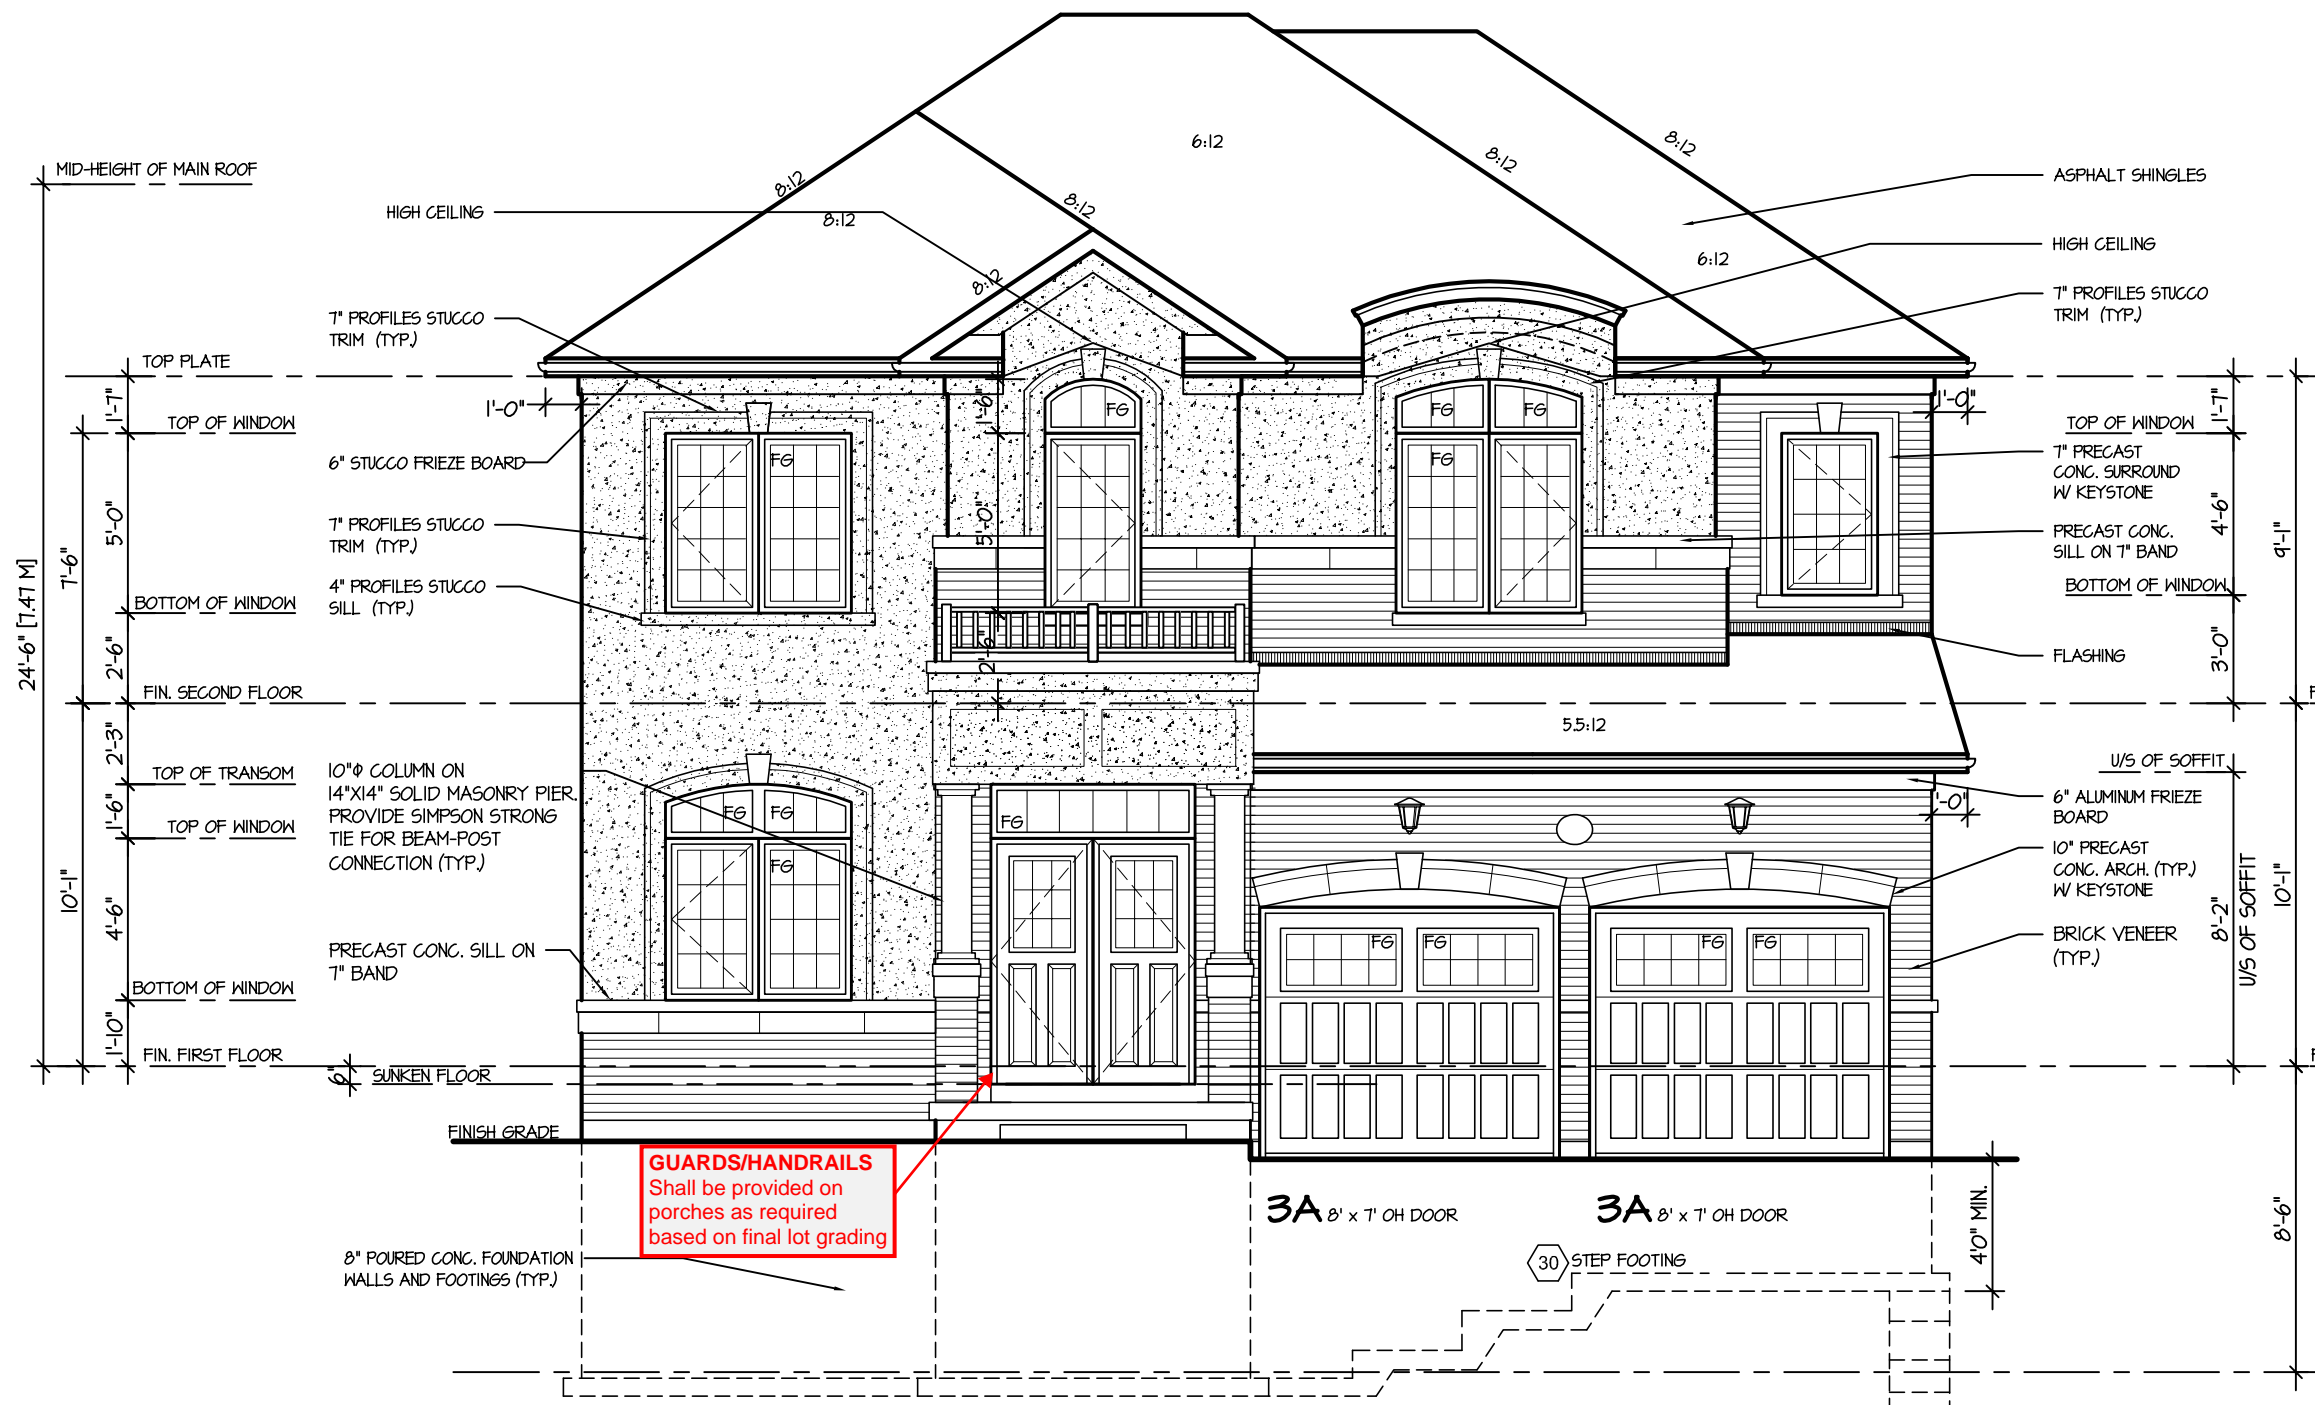 MID-HEIGHT OF MAIN ROOF
HIGH CEILING
7" PROFILES STUCCO
TRIM (TYP.)
TOP PLATE
TOP OF WINDOW
6" STUCCO FRIEZE BOARD
7" PROFILES STUCCO
TRIM (TYP.)
4" PROFILES STUCCO
SILL (TYP.)
BOTTOM OF WINDOW
FIN. SECOND FLOOR
TOP OF TRANSOM
TOP OF WINDOW
10"Φ COLUMN ON
14"X14" SOLID MASONRY PIER.
PROVIDE SIMPSON STRONG
TIE FOR BEAM-POST
CONNECTION (TYP.)
PRECAST CONC. SILL ON
7" BAND
BOTTOM OF WINDOW
FIN. FIRST FLOOR
SUNKEN FLOOR
FINISH GRADE
24'-6" [7.47 M]
7'-6"
10'-1"
1'-7"
5'-0"
2'-6"
2'-3"
1'-6"
4'-6"
1'-10"
6"
1'-0"
8:12
8:12
8:12
8:12
6:12
8:12
8:12
6:12
5.5:12
1'-6"
5'-0"
2'-6"
FG
FG
FG
FG
FG
FG
FG
FG
FG
FG
FG
FG
FG
ASPHALT SHINGLES
HIGH CEILING
7" PROFILES STUCCO
TRIM (TYP.)
1'-0"
TOP OF WINDOW
7" PRECAST
CONC. SURROUND
W/ KEYSTONE
PRECAST CONC.
SILL ON 7" BAND
BOTTOM OF WINDOW
FLASHING
U/S OF SOFFIT
6" ALUMINUM FRIEZE
BOARD
'-0"
10" PRECAST
CONC. ARCH. (TYP.)
W/ KEYSTONE
BRICK VENEER
(TYP.)
1'-7"
4'-6"
3'-0"
9'-1"
8'-2"
U/S OF SOFFIT
10'-1"
8'-6"
4'0" MIN.
F
F
GUARDS/HANDRAILS
Shall be provided on
porches as required
based on final lot grading
8" POURED CONC. FOUNDATION
WALLS AND FOOTINGS (TYP.)
3A 8' x 7' OH DOOR
3A 8' x 7' OH DOOR
30 STEP FOOTING